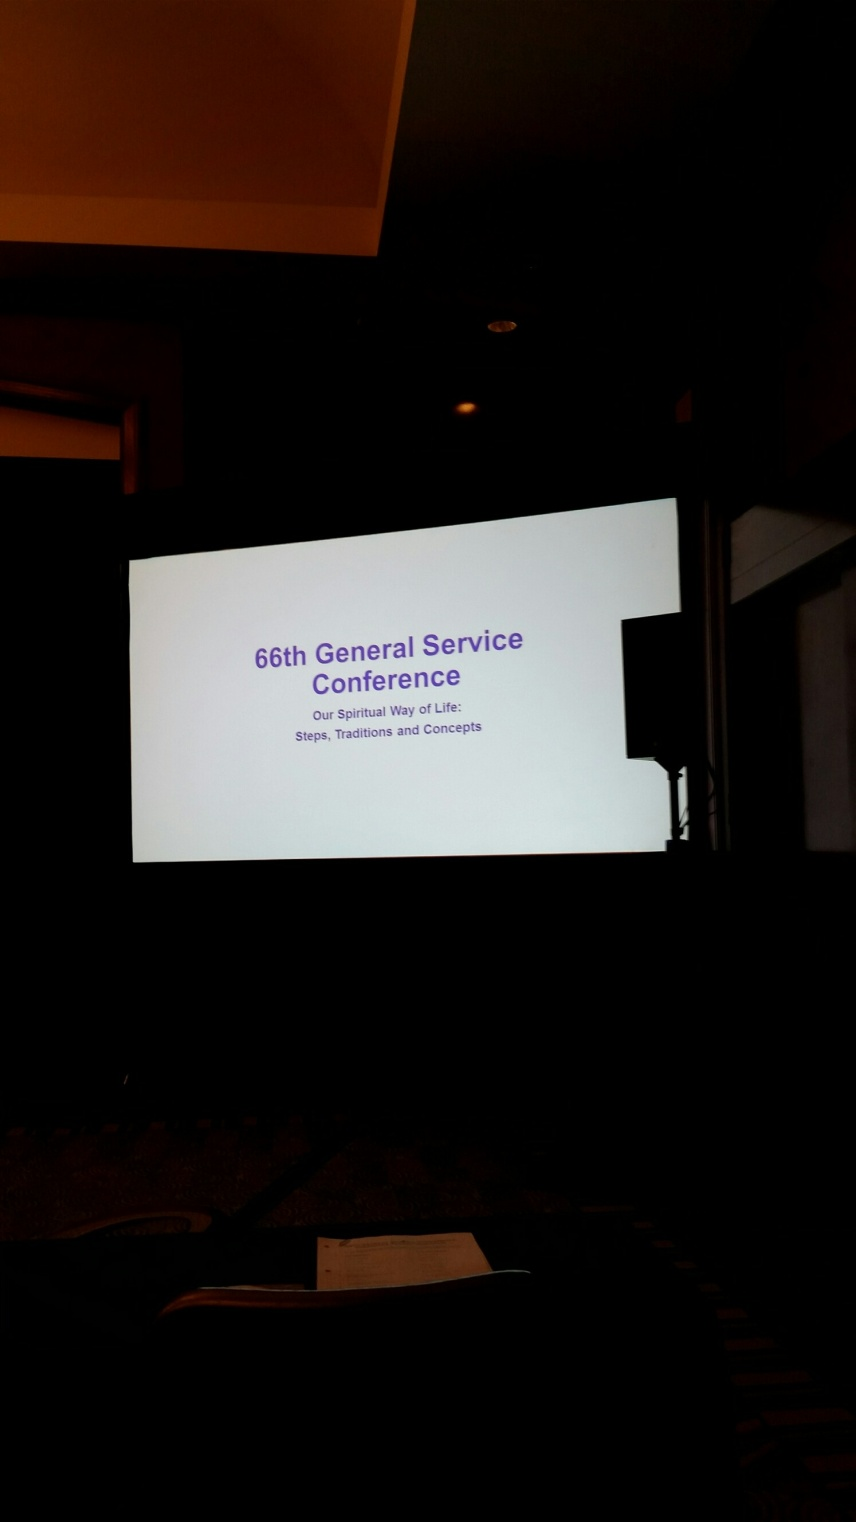 66th General Service
Conference
Our Spiritual Way of Life:
Steps, Traditions and Concepts